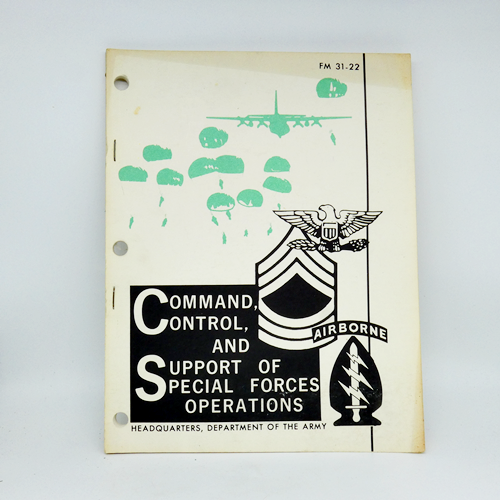 FM 31-22
COMMAND,
CONTROL,
AND
SUPPORT OF
SPECIAL FORCES
OPERATIONS
AIRBORNE
HEADQUARTERS, DEPARTMENT OF THE ARMY